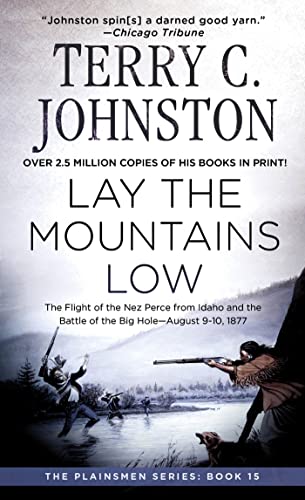 "Johnston spin[s] a darned good yarn."
—Chicago Tribune
TERRY C.
JOHNSTON
OVER 2.5 MILLION COPIES OF HIS BOOKS IN PRINT!
LAY THE
MOUNTAINS
LOW
The Flight of the Nez Perce from Idaho and the
Battle of the Big Hole—August 9-10, 1877
THE PLAINSMEN SERIES: BOOK 15